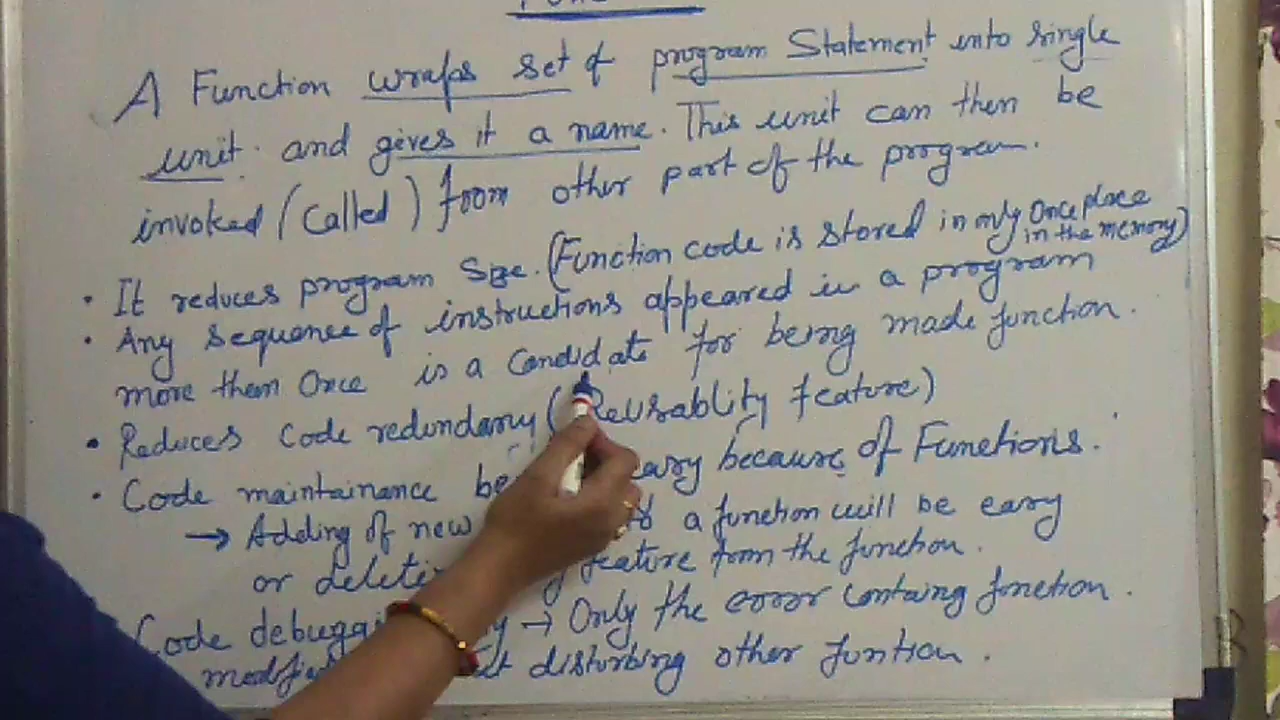 A Function wraps set of program Statement into single
unit. and gives it a name. This unit can then be
invoked (Called) from other part of the program.
• It reduces program Size. (Function code is stored in only Once place
in the memory)
• Any sequance of instructions appeared in a program
more than Once is a Candidate for being made function.
• Reduces Code redundancy (Reusablity feature)
• Code maintainance easy because of Functions.
→ Adding of new a function will be easy
or feature from the function.
Code → Only the error containg function
disturbing other funtion.